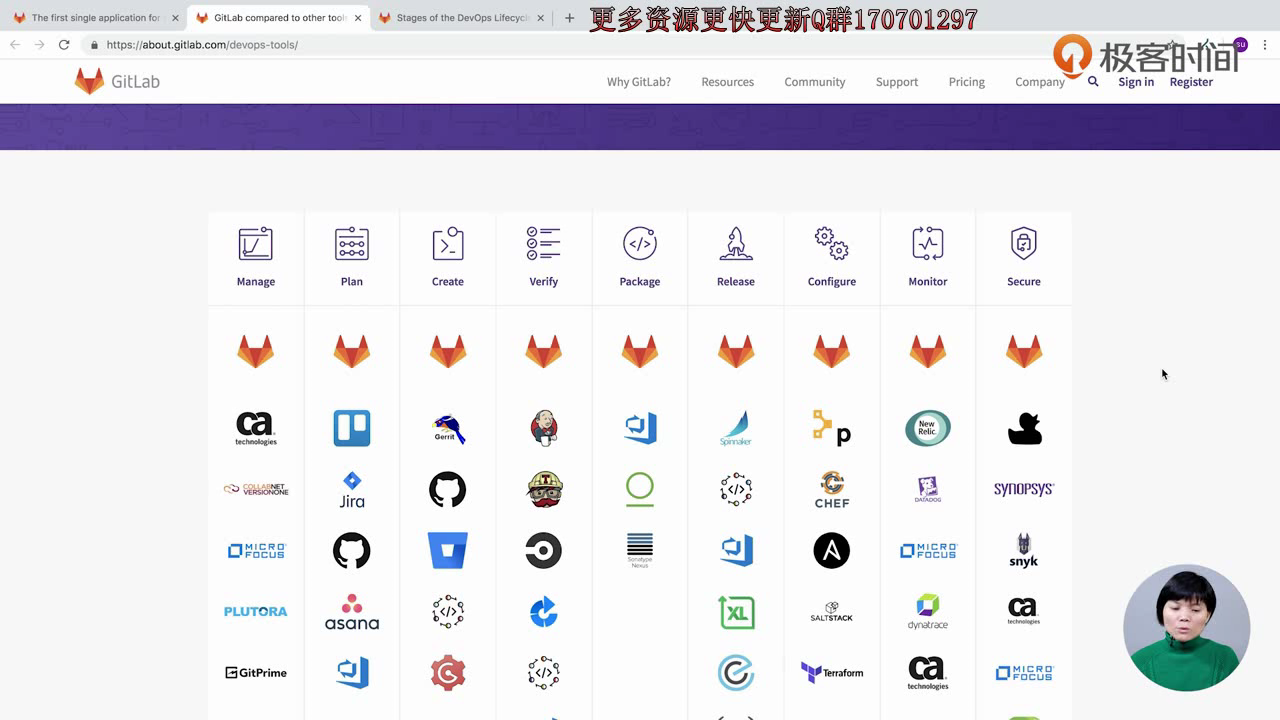 The first single application for
GitLab compared to other tool
Stages of the DevOps Lifecycl
更多资源更快更新Q群170701297
https://about.gitlab.com/devops-tools/
su
极客时间
GitLab
Why GitLab?
Resources
Community
Support
Pricing
Company
Sign in
Register
Manage
Plan
Create
Verify
Package
Release
Configure
Monitor
Secure
ca technologies
Gerrit
Spinnaker
p
New Relic
COLLABNET VERSIONONE
Jira
CHEF
DATADOG
SYNOPSYS
MICRO FOCUS
Sonatype Nexus
A
MICRO FOCUS
snyk
PLUTORA
asana
XL
SALTSTACK
dynatrace
ca technologies
GitPrime
Terraform
ca technologies
MICRO FOCUS